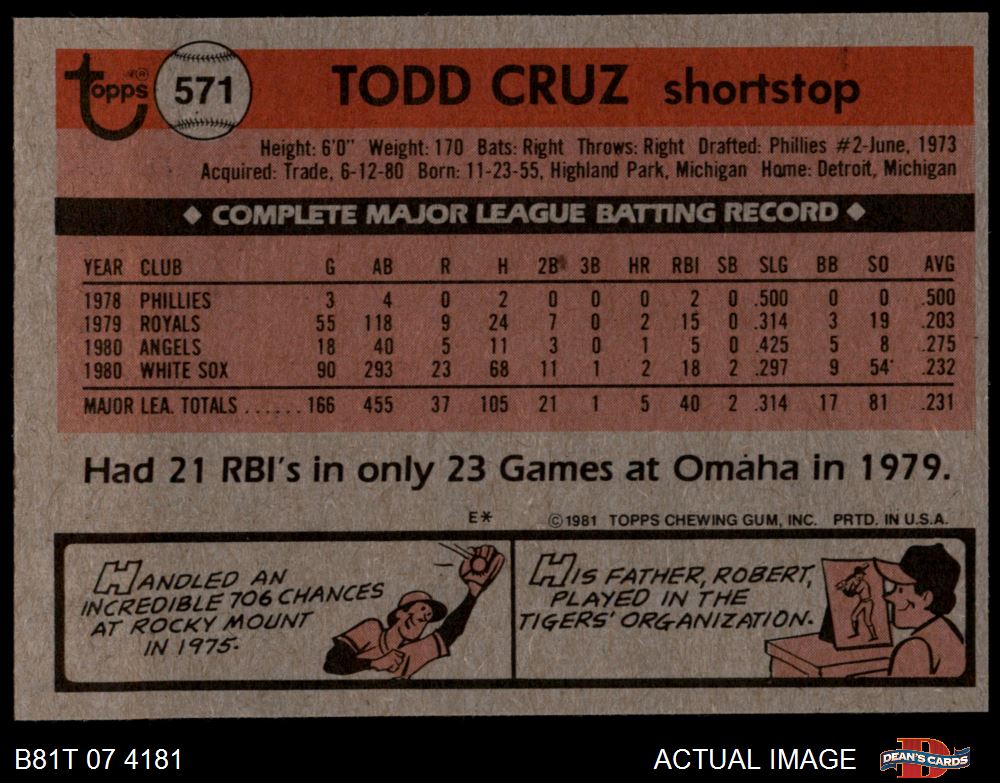 topps® 571 TODD CRUZ shortstop
Height: 6'0" Weight: 170 Bats: Right Throws: Right Drafted: Phillies #2-June, 1973
Acquired: Trade, 6-12-80 Born: 11-23-55, Highland Park, Michigan Home: Detroit, Michigan
◆ COMPLETE MAJOR LEAGUE BATTING RECORD ◆
YEAR CLUB G AB R H 2B 3B HR RBI SB SLG BB SO AVG
1978 PHILLIES 3 4 0 2 0 0 0 2 0 .500 0 0 .500
1979 ROYALS 55 118 9 24 7 0 2 15 0 .314 3 19 .203
1980 ANGELS 18 40 5 11 3 0 1 5 0 .425 5 8 .275
1980 WHITE SOX 90 293 23 68 11 1 2 18 2 .297 9 54 .232
MAJOR LEA. TOTALS ...... 166 455 37 105 21 1 5 40 2 .314 17 81 .231
Had 21 RBI's in only 23 Games at Omaha in 1979.
E* ©1981 TOPPS CHEWING GUM, INC. PRTD. IN U.S.A.
HANDLED AN
INCREDIBLE 706 CHANCES
AT ROCKY MOUNT
IN 1975.
HIS FATHER, ROBERT,
PLAYED IN THE
TIGERS' ORGANIZATION.
B81T 07 4181 ACTUAL IMAGE DEAN'S CARDS